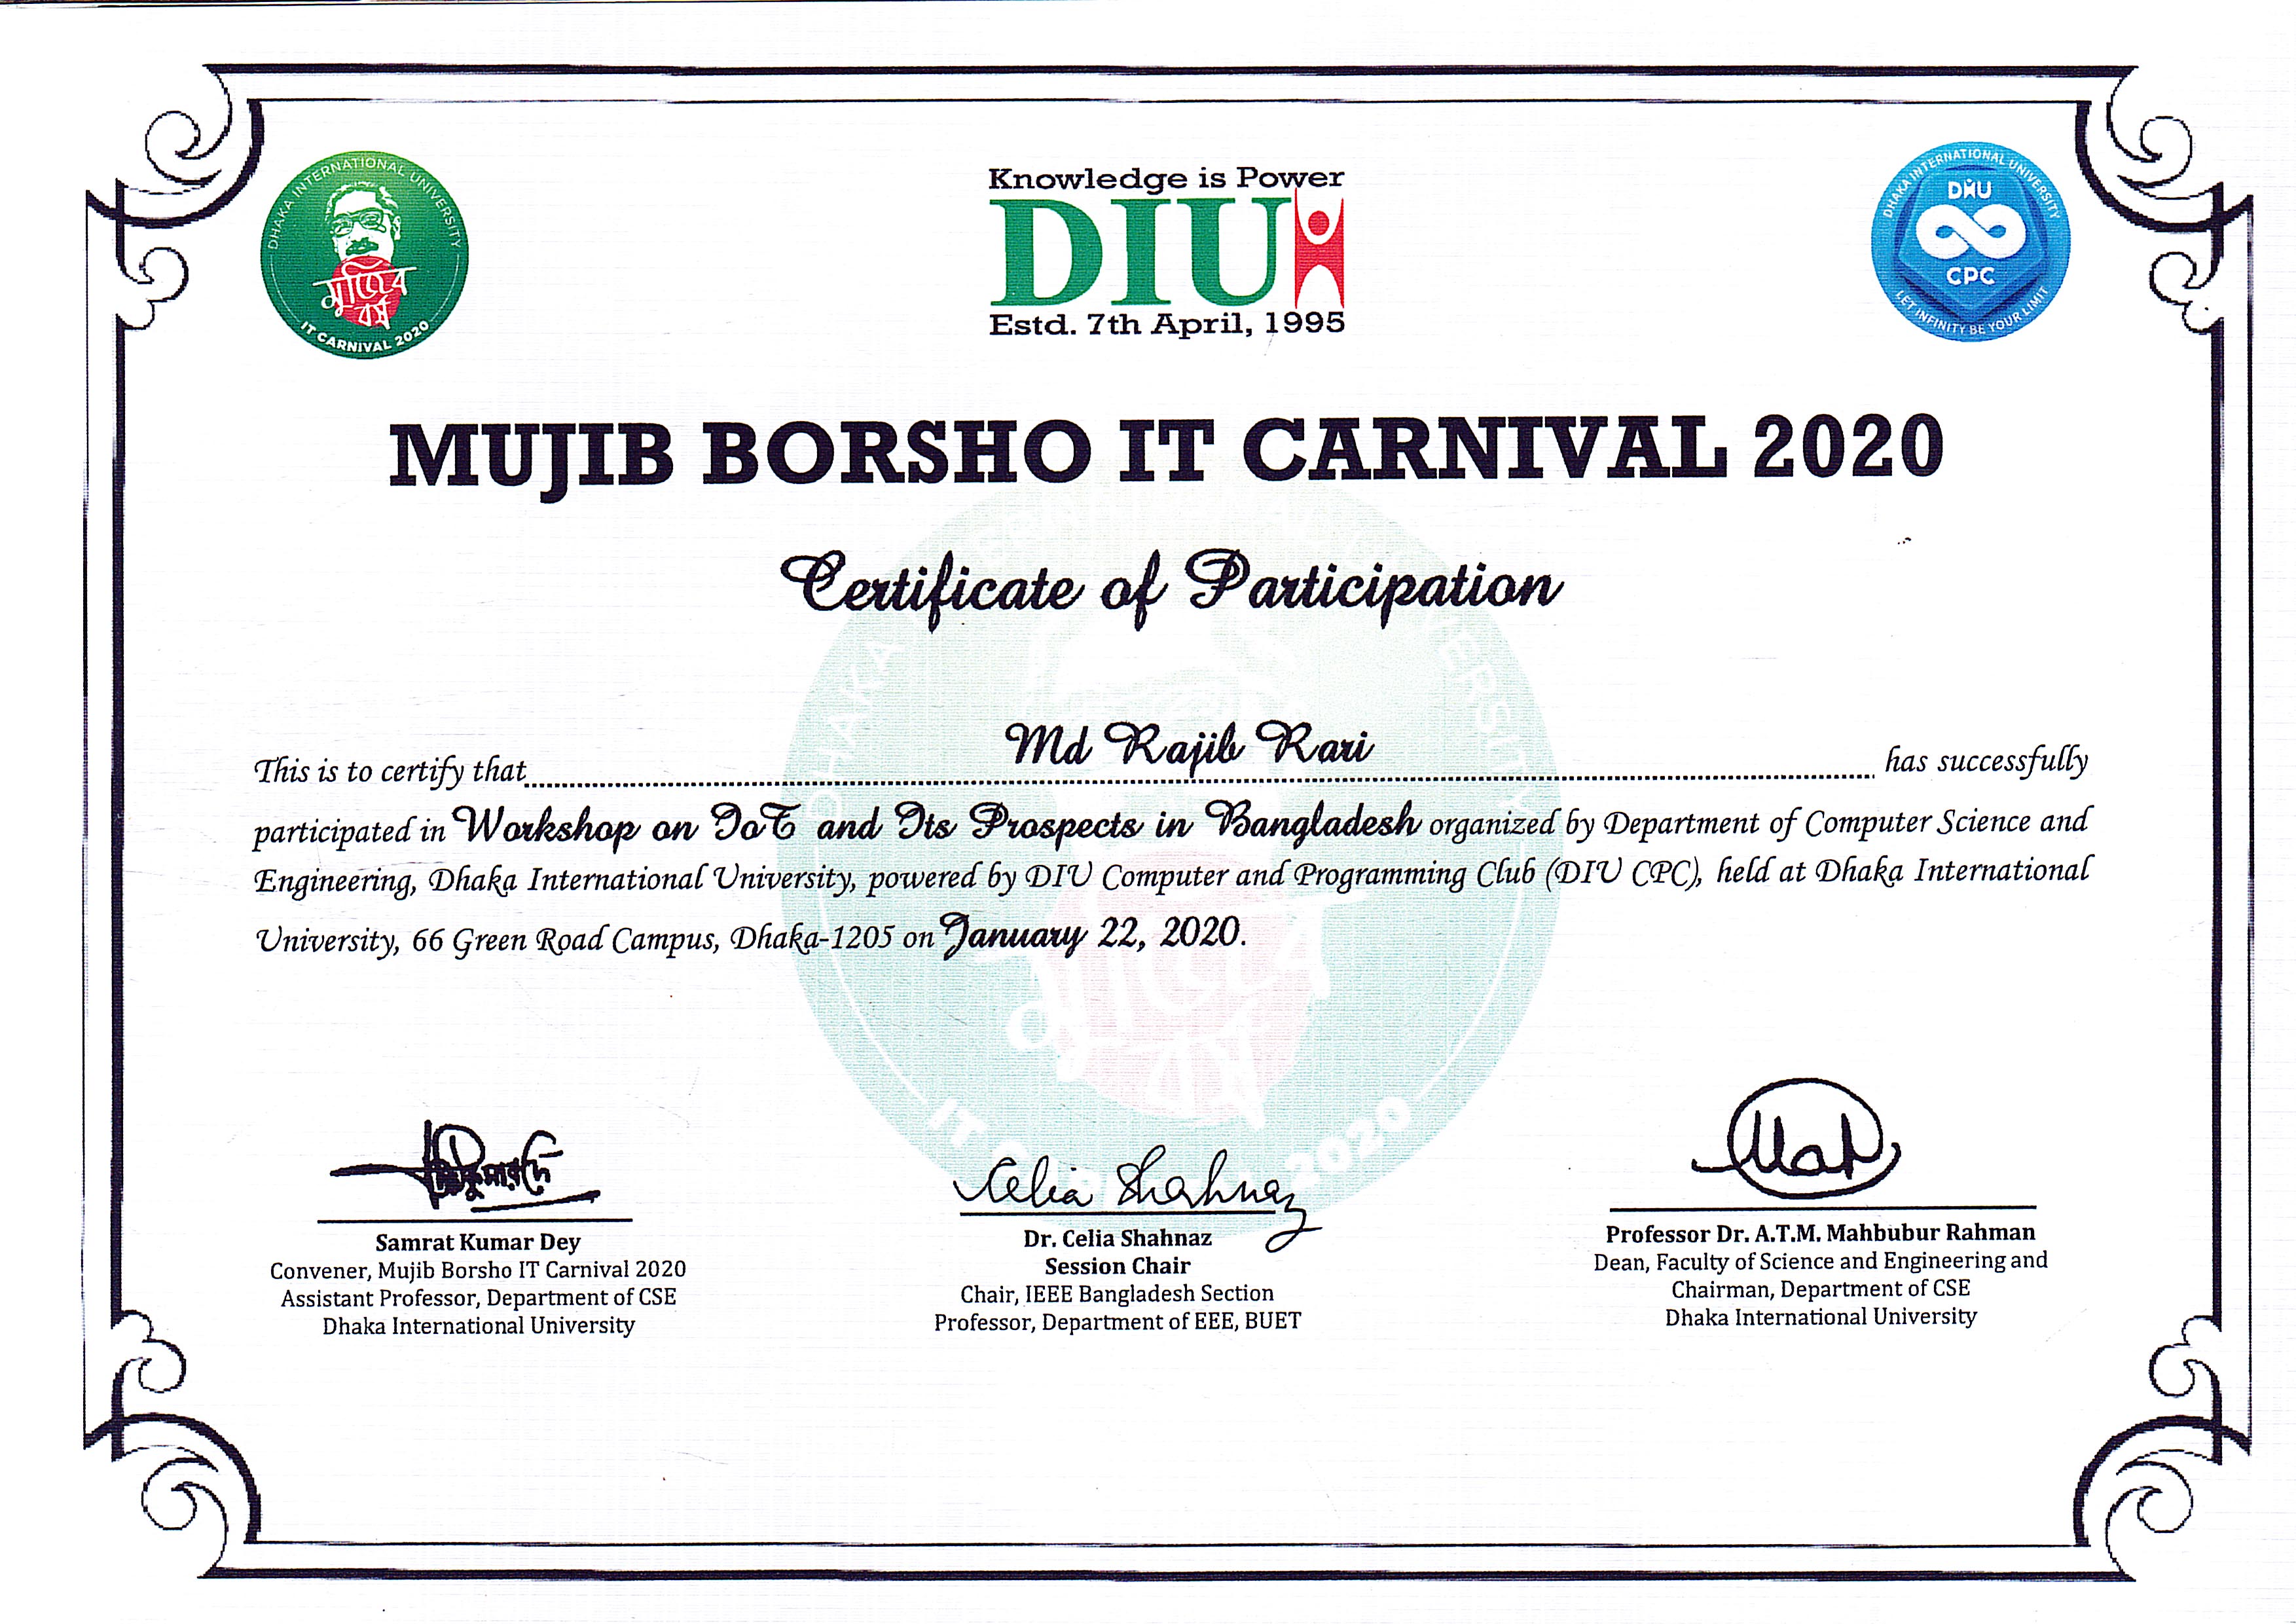 DHAKA INTERNATIONAL UNIVERSITY
মুজিব
বর্ষ
IT CARNIVAL 2020
Knowledge is Power
DIU
Estd. 7th April, 1995
DHAKA INTERNATIONAL UNIVERSITY
DIU
CPC
LET INFINITY BE YOUR LIMIT
MUJIB BORSHO IT CARNIVAL 2020
Certificate of Participation
This is to certify that Md Rajib Rari has successfully
participated in Workshop on IoT and Its Prospects in Bangladesh organized by Department of Computer Science and
Engineering, Dhaka International University, powered by DIU Computer and Programming Club (DIU CPC), held at Dhaka International
University, 66 Green Road Campus, Dhaka-1205 on January 22, 2020.
Celia Shahnaz
Samrat Kumar Dey
Convener, Mujib Borsho IT Carnival 2020
Assistant Professor, Department of CSE
Dhaka International University
Dr. Celia Shahnaz
Session Chair
Chair, IEEE Bangladesh Section
Professor, Department of EEE, BUET
Professor Dr. A.T.M. Mahbubur Rahman
Dean, Faculty of Science and Engineering and
Chairman, Department of CSE
Dhaka International University